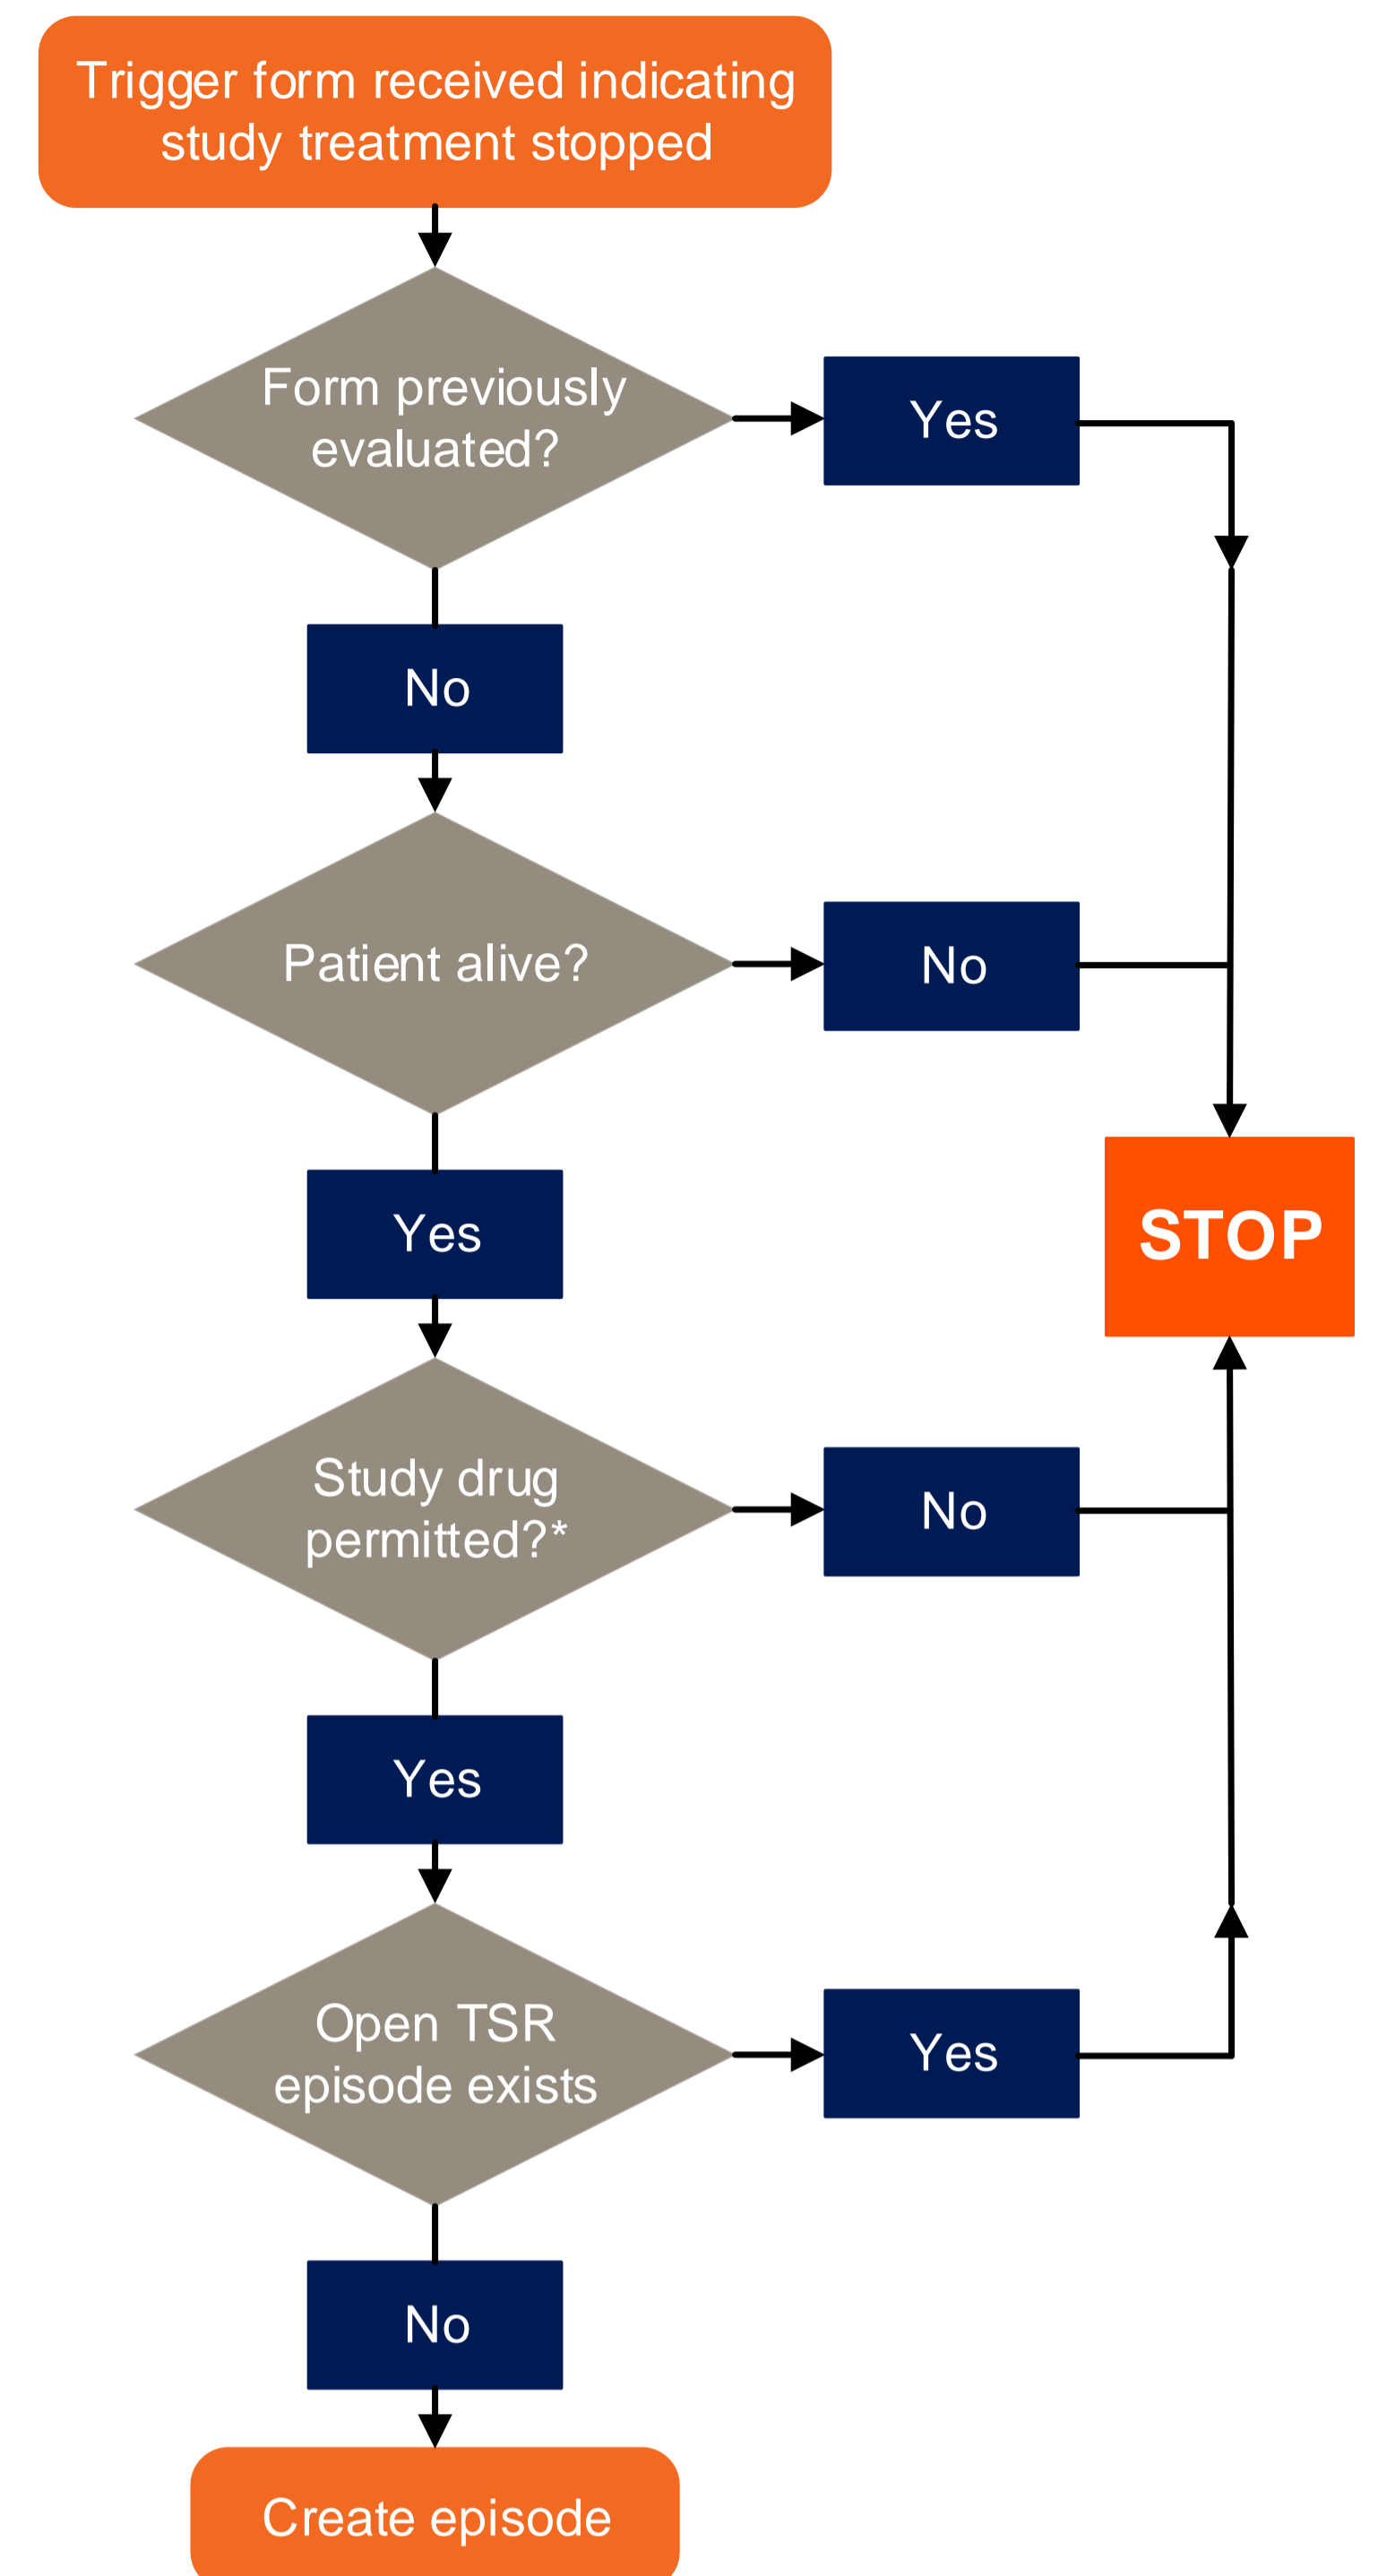 Trigger form received indicating
study treatment stopped
Form previously
evaluated?
Yes
No
Patient alive?
No
Yes
STOP
Study drug
permitted?*
No
Yes
Open TSR
episode exists
Yes
No
Create episode